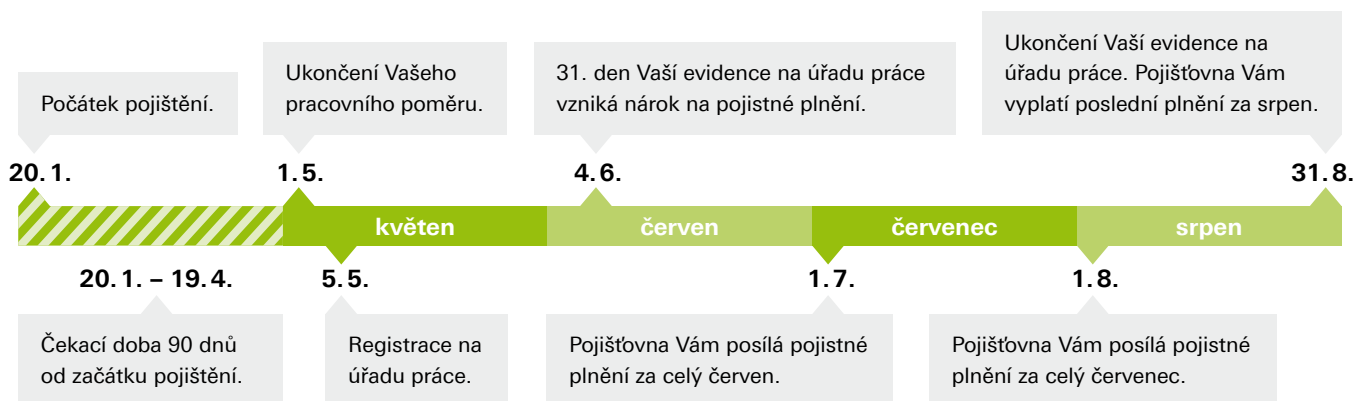 Počátek pojištění.
Ukončení Vašeho
pracovního poměru.
31. den Vaší evidence na úřadu práce
vzniká nárok na pojistné plnění.
Ukončení Vaší evidence na
úřadu práce. Pojišťovna Vám
vyplatí poslední plnění za srpen.
20. 1.
1. 5.
4. 6.
31. 8.
květen
červen
červenec
srpen
20. 1. – 19. 4.
5. 5.
1. 7.
1. 8.
Čekací doba 90 dnů
od začátku pojištění.
Registrace na
úřadu práce.
Pojišťovna Vám posílá pojistné
plnění za celý červen.
Pojišťovna Vám posílá pojistné
plnění za celý červenec.